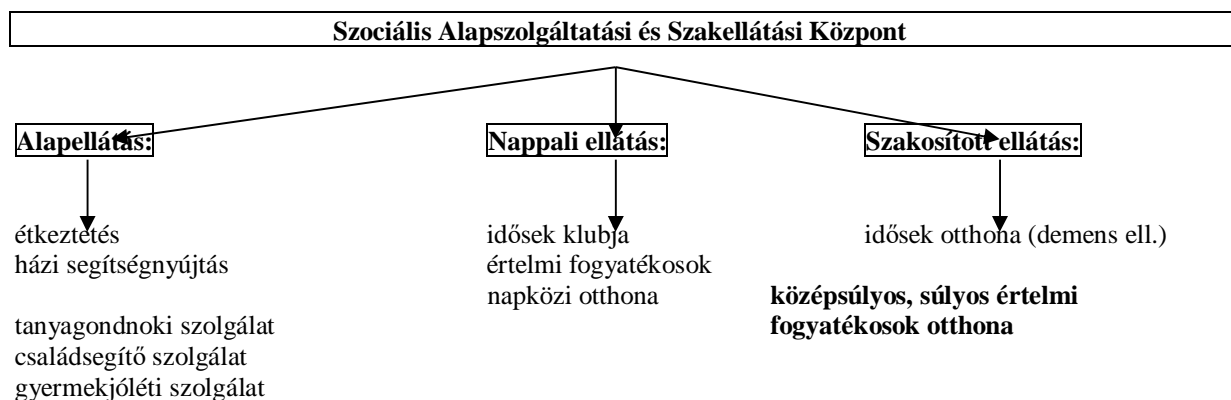 Szociális Alapszolgáltatási és Szakellátási Központ
Alapellátás:
étkeztetés
házi segítségnyújtás
tanyagondnoki szolgálat
családsegítő szolgálat
gyermekjóléti szolgálat
Nappali ellátás:
idősek klubja
értelmi fogyatékosok
napközi otthona
Szakosított ellátás:
idősek otthona (demens ell.)
középsúlyos, súlyos értelmi
fogyatékosok otthona